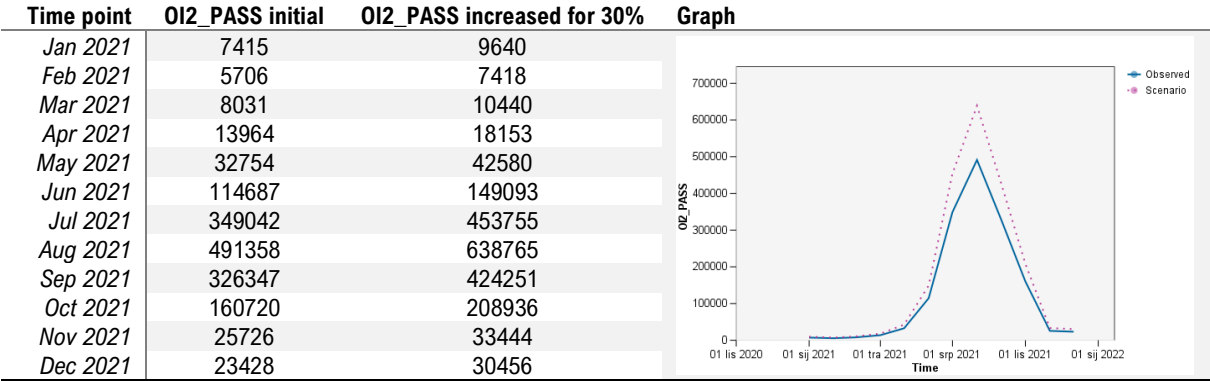 Time point OI2_PASS initial OI2_PASS increased for 30% Graph
Jan 2021 7415 9640
Feb 2021 5706 7418
Mar 2021 8031 10440
Apr 2021 13964 18153
May 2021 32754 42580
Jun 2021 114687 149093
Jul 2021 349042 453755
Aug 2021 491358 638765
Sep 2021 326347 424251
Oct 2021 160720 208936
Nov 2021 25726 33444
Dec 2021 23428 30456
Observed
Scenario
700000
600000
500000
400000
300000
200000
100000
0
OI2_PASS
01 lis 2020 01 sij 2021 01 tra 2021 01 srp 2021 01 lis 2021 01 sij 2022
Time